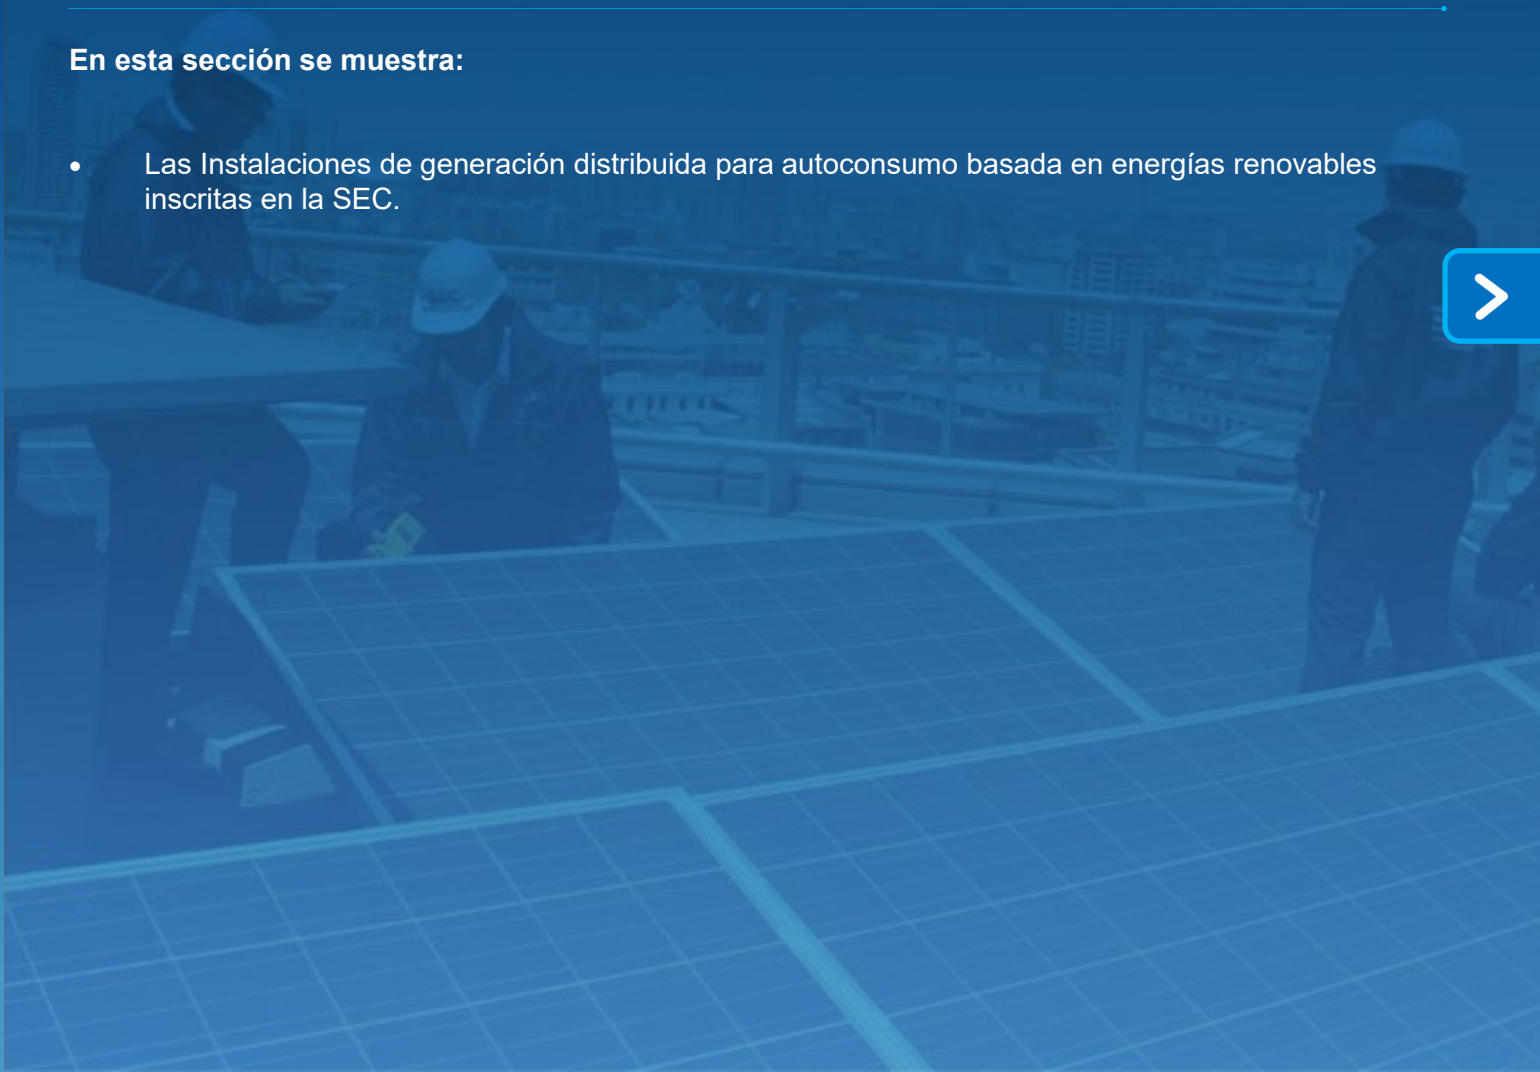 En esta sección se muestra:
• Las Instalaciones de generación distribuida para autoconsumo basada en energías renovables
inscritas en la SEC.